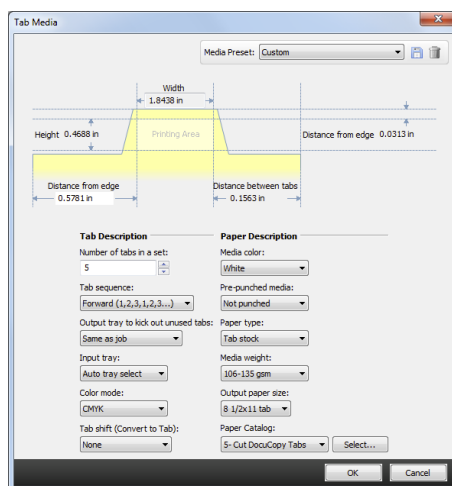 Tab Media
Media Preset: Custom
Width
1.8438 in
Height 0.4688 in
Printing Area
Distance from edge 0.0313 in
Distance from edge
0.5781 in
Distance between tabs
0.1563 in
Tab Description
Number of tabs in a set:
5
Tab sequence:
Forward (1,2,3,1,2,3...)
Output tray to kick out unused tabs:
Same as job
Input tray:
Auto tray select
Color mode:
CMYK
Tab shift (Convert to Tab):
None
Paper Description
Media color:
White
Pre-punched media:
Not punched
Paper type:
Tab stock
Media weight:
106-135 gsm
Output paper size:
8 1/2x11 tab
Paper Catalog:
5- Cut DocuCopy Tabs
Select...
OK
Cancel